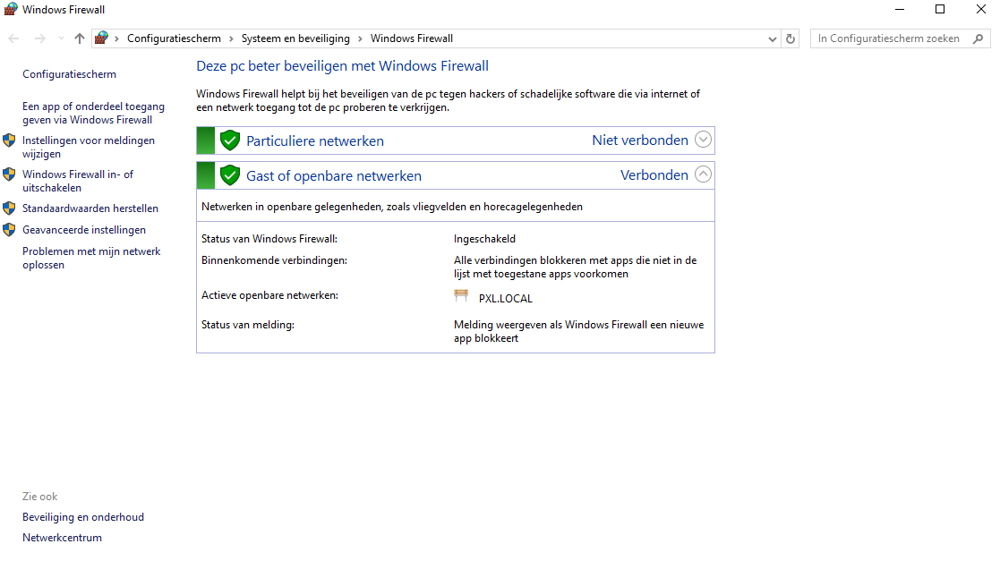 Windows Firewall
Configuratiescherm > Systeem en beveiliging > Windows Firewall
In Configuratiescherm zoeken
Configuratiescherm
Een app of onderdeel toegang
geven via Windows Firewall
Instellingen voor meldingen
wijzigen
Windows Firewall in- of
uitschakelen
Standaardwaarden herstellen
Geavanceerde instellingen
Problemen met mijn netwerk
oplossen
Deze pc beter beveiligen met Windows Firewall
Windows Firewall helpt bij het beveiligen van de pc tegen hackers of schadelijke software die via internet of
een netwerk toegang tot de pc proberen te verkrijgen.
Particuliere netwerken Niet verbonden
Gast of openbare netwerken Verbonden
Netwerken in openbare gelegenheden, zoals vliegvelden en horecagelegenheden
Status van Windows Firewall: Ingeschakeld
Binnenkomende verbindingen: Alle verbindingen blokkeren met apps die niet in de
lijst met toegestane apps voorkomen
Actieve openbare netwerken: PXL.LOCAL
Status van melding: Melding weergeven als Windows Firewall een nieuwe
app blokkeert
Zie ook
Beveiliging en onderhoud
Netwerkcentrum